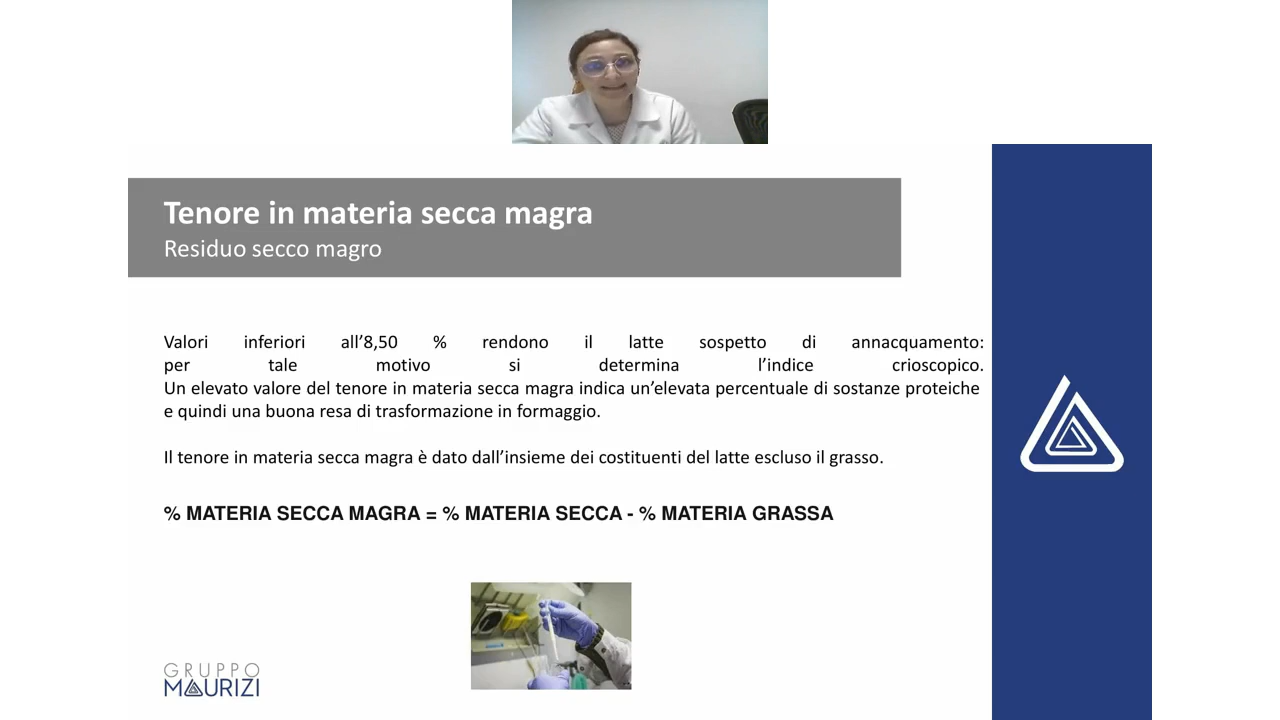 Tenore in materia secca magra
Residuo secco magro
Valori inferiori all’8,50 % rendono il latte sospetto di annacquamento:
per tale motivo si determina l’indice crioscopico.
Un elevato valore del tenore in materia secca magra indica un’elevata percentuale di sostanze proteiche
e quindi una buona resa di trasformazione in formaggio.
Il tenore in materia secca magra è dato dall’insieme dei costituenti del latte escluso il grasso.
% MATERIA SECCA MAGRA = % MATERIA SECCA - % MATERIA GRASSA
GRUPPO
MAURIZI